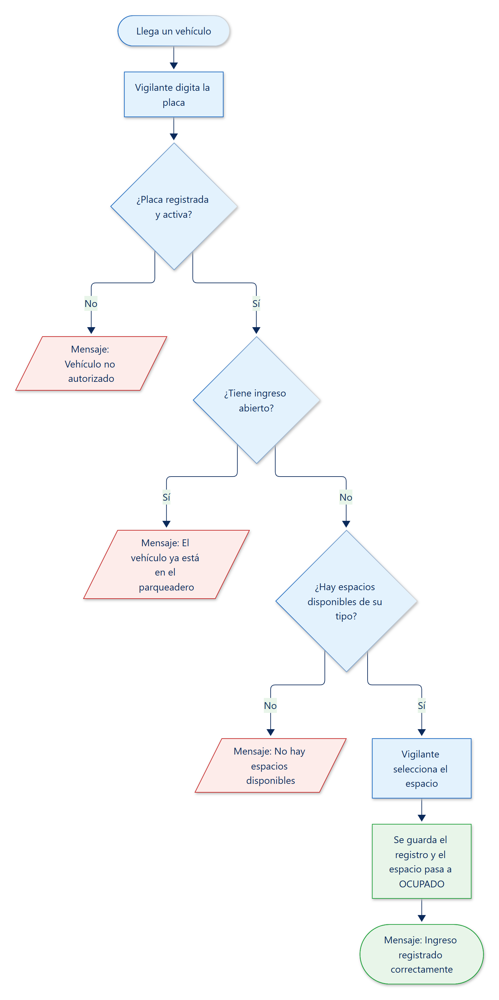 Llega un vehículo
Vigilante digita la
placa
¿Placa registrada
y activa?
No
Sí
Mensaje:
Vehículo no
autorizado
¿Tiene ingreso
abierto?
Sí
No
Mensaje: El
vehículo ya está
en el
parqueadero
¿Hay espacios
disponibles de su
tipo?
No
Sí
Mensaje: No hay
espacios
disponibles
Vigilante
selecciona el
espacio
Se guarda el
registro y el
espacio pasa a
OCUPADO
Mensaje: Ingreso
registrado
correctamente